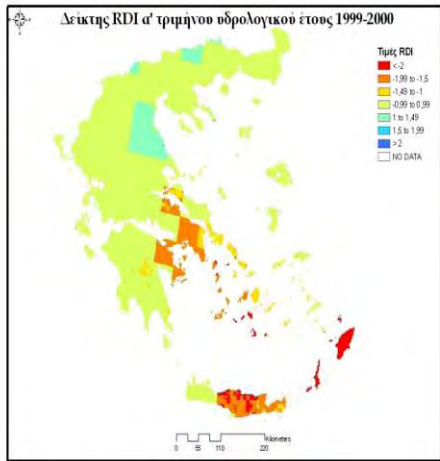 Δείκτης RDI α' τριμήνου υδρολογικού έτους 1999-2000
Τιμές RDI
< -2
-1,99 to -1,5
-1,49 to -1
-0,99 to 0,99
1 to 1,49
1,5 to 1,99
> 2
NO DATA
Kilometers
0 55 110 220